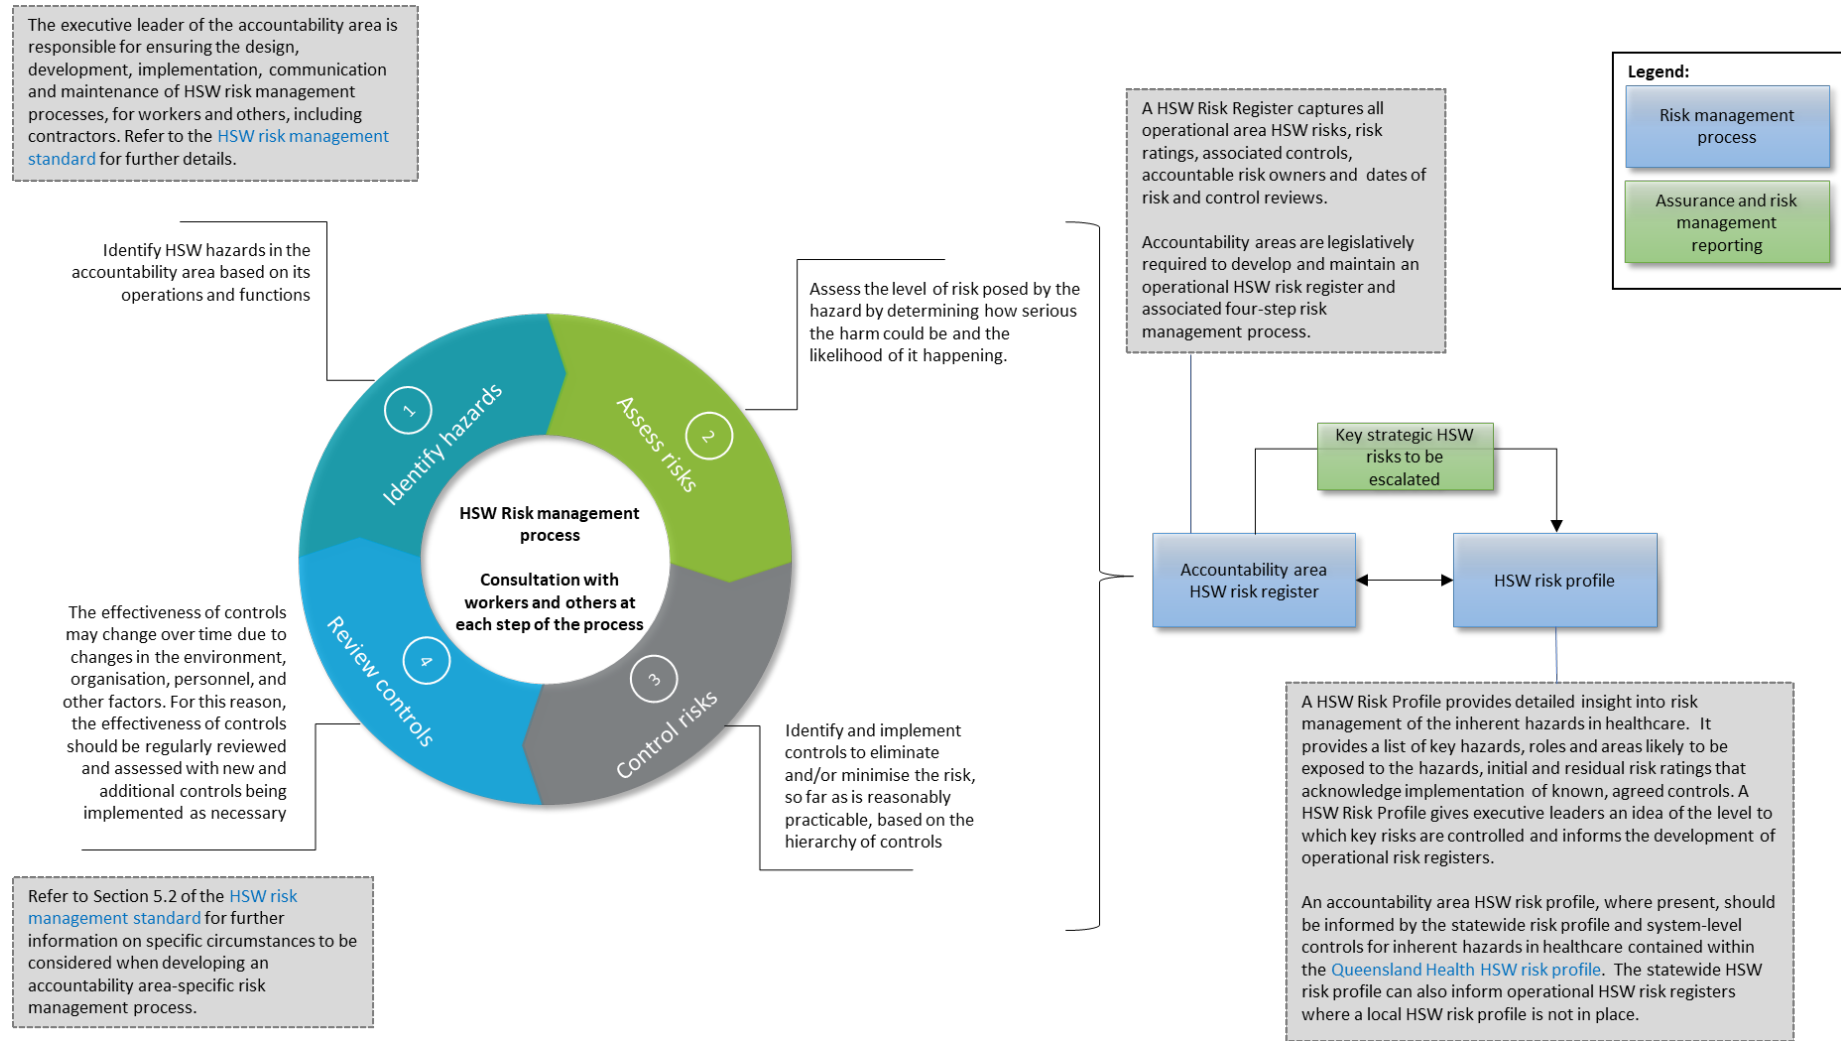 The executive leader of the accountability area is
responsible for ensuring the design,
development, implementation, communication
and maintenance of HSW risk management
processes, for workers and others, including
contractors. Refer to the HSW risk management
standard for further details.
Identify HSW hazards in the
accountability area based on its
operations and functions
Assess the level of risk posed by the
hazard by determining how serious
the harm could be and the
likelihood of it happening.
1
Identify hazards
2
Assess risks
3
Control risks
4
Review controls
HSW Risk management
process
Consultation with
workers and others at
each step of the process
The effectiveness of controls
may change over time due to
changes in the environment,
organisation, personnel, and
other factors. For this reason,
the effectiveness of controls
should be regularly reviewed
and assessed with new and
additional controls being
implemented as necessary
Identify and implement
controls to eliminate
and/or minimise the risk,
so far as is reasonably
practicable, based on the
hierarchy of controls
Refer to Section 5.2 of the HSW risk
management standard for further
information on specific circumstances to be
considered when developing an
accountability area-specific risk
management process.
A HSW Risk Register captures all
operational area HSW risks, risk
ratings, associated controls,
accountable risk owners and dates of
risk and control reviews.
Accountability areas are legislatively
required to develop and maintain an
operational HSW risk register and
associated four-step risk
management process.
Legend:
Risk management
process
Assurance and risk
management
reporting
Key strategic HSW
risks to be
escalated
Accountability area
HSW risk register
HSW risk profile
A HSW Risk Profile provides detailed insight into risk
management of the inherent hazards in healthcare. It
provides a list of key hazards, roles and areas likely to be
exposed to the hazards, initial and residual risk ratings that
acknowledge implementation of known, agreed controls. A
HSW Risk Profile gives executive leaders an idea of the level to
which key risks are controlled and informs the development of
operational risk registers.
An accountability area HSW risk profile, where present, should
be informed by the statewide risk profile and system-level
controls for inherent hazards in healthcare contained within
the Queensland Health HSW risk profile. The statewide HSW
risk profile can also inform operational HSW risk registers
where a local HSW risk profile is not in place.